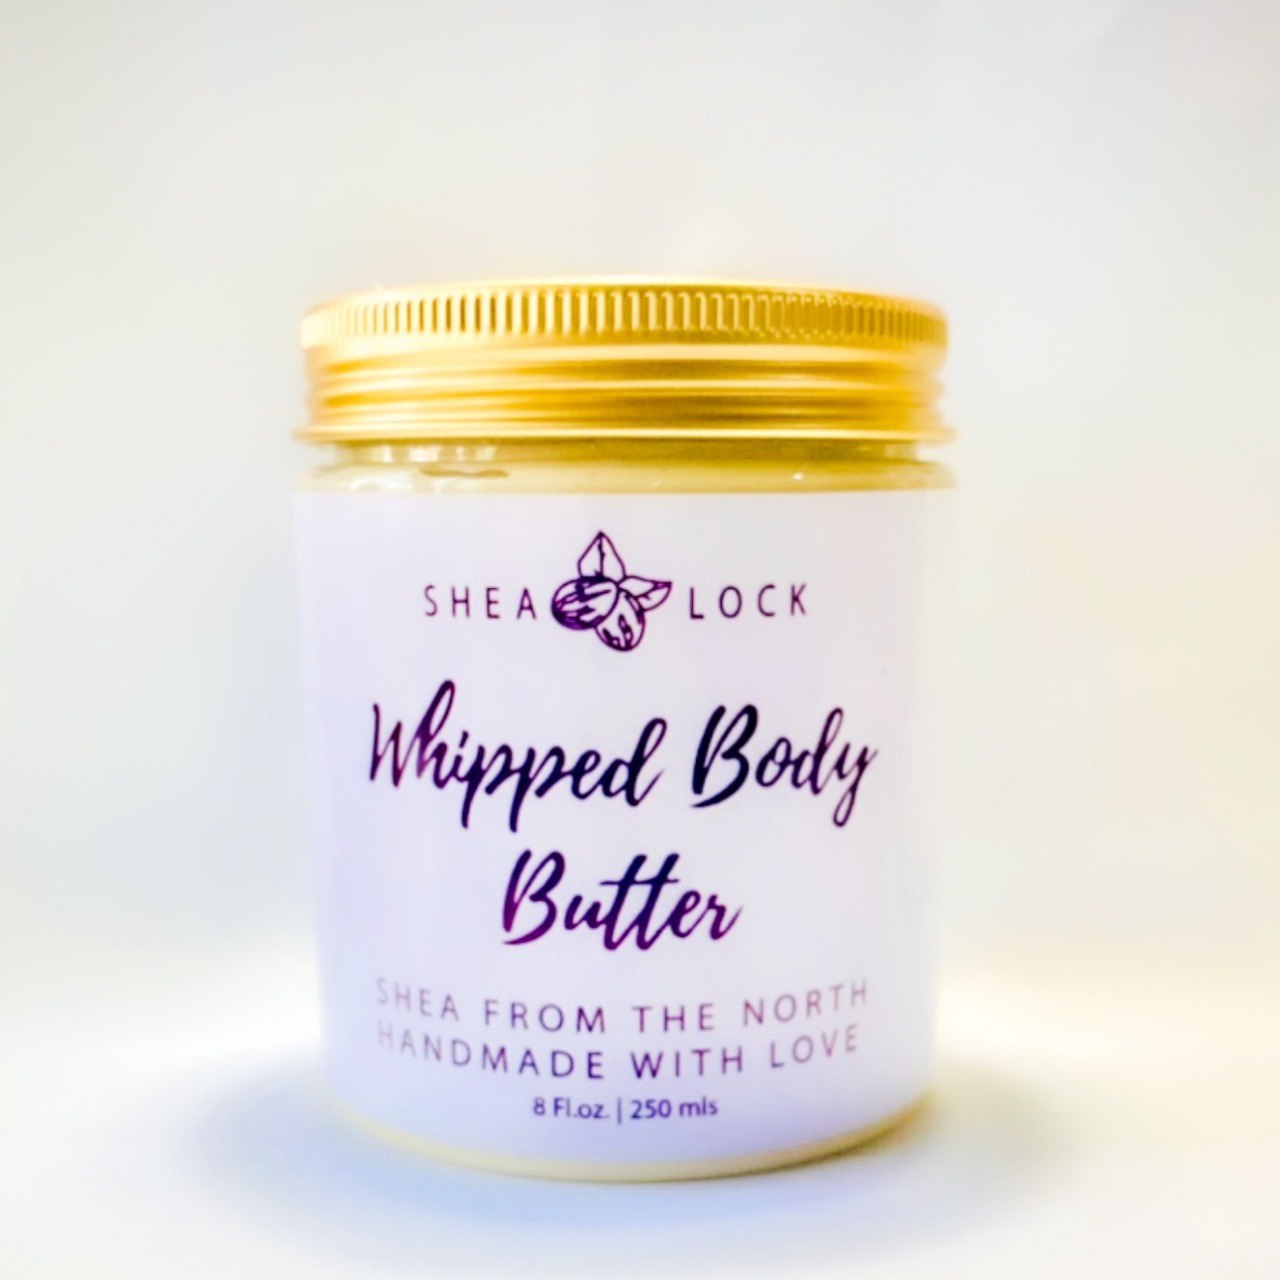 SHEA LOCK
Whipped Body
Butter
SHEA FROM THE NORTH
HANDMADE WITH LOVE
8 Fl.oz. | 250 mls